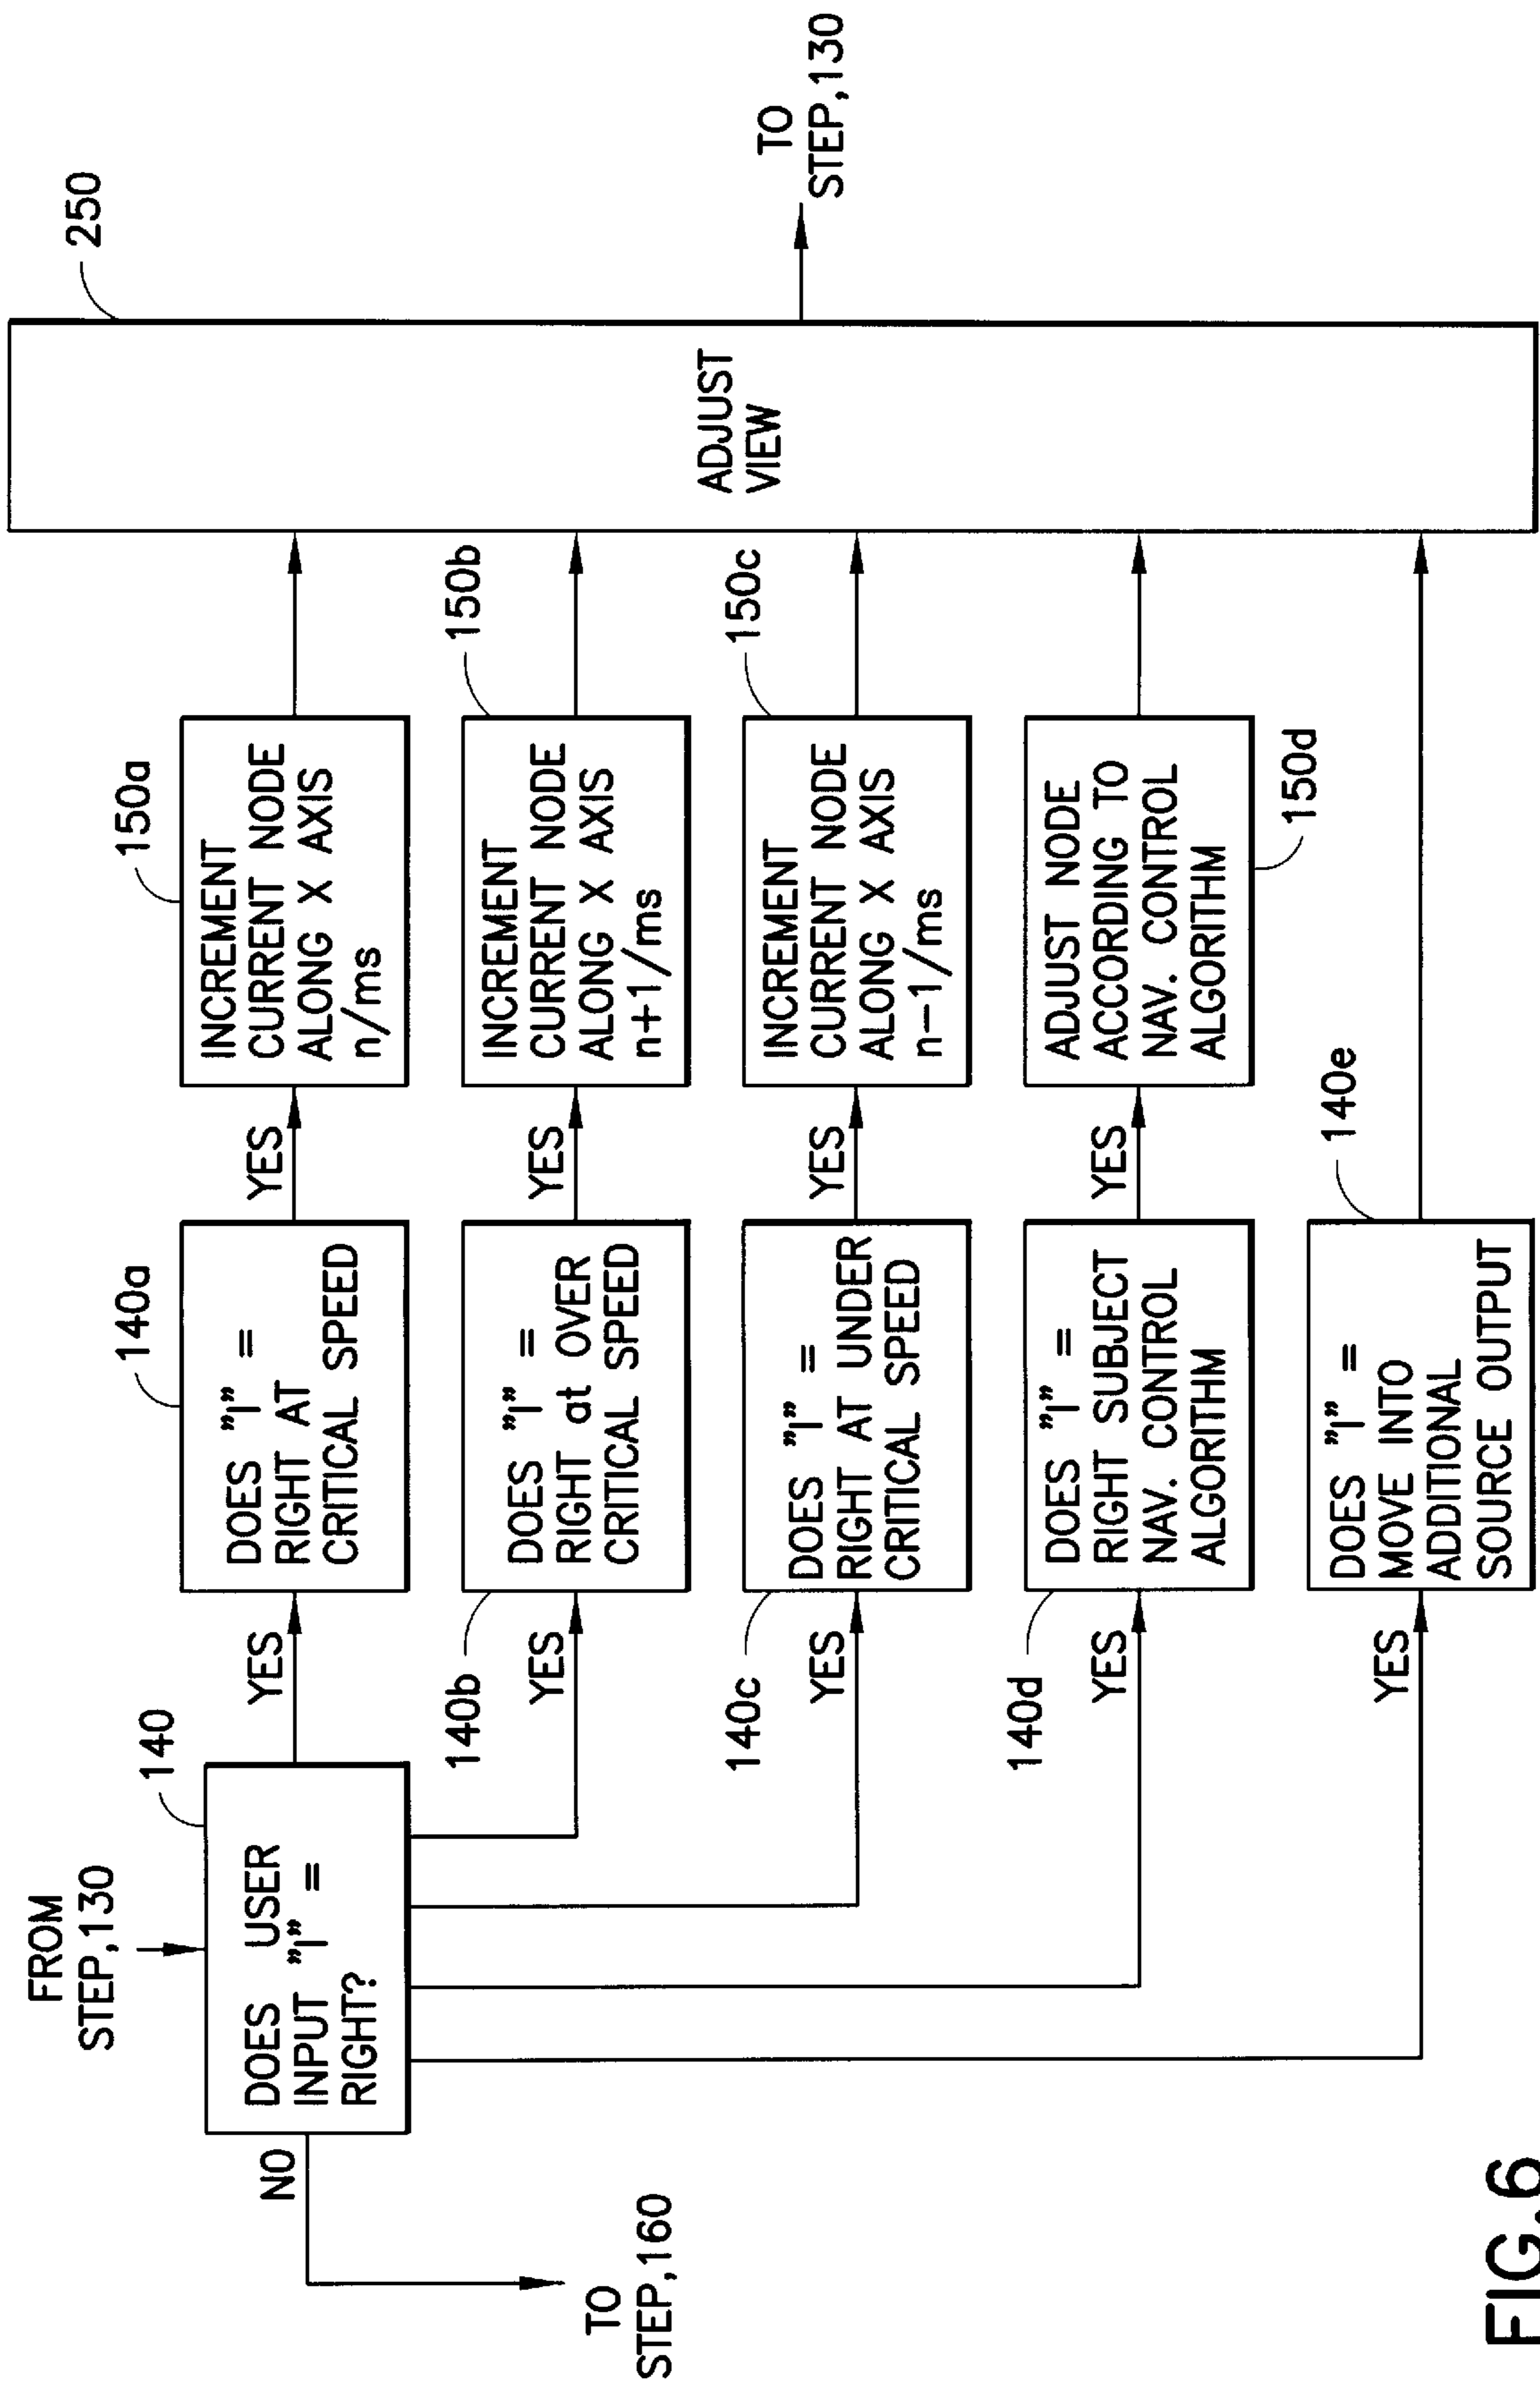 FROM
STEP,130
140
DOES USER
INPUT "I" =
RIGHT?
NO
TO
STEP,160
YES
140a
DOES "I" =
RIGHT AT
CRITICAL SPEED
YES
150a
INCREMENT
CURRENT NODE
ALONG X AXIS
n/ms
140b
YES
DOES "I" =
RIGHT at OVER
CRITICAL SPEED
YES
150b
INCREMENT
CURRENT NODE
ALONG X AXIS
n+1/ms
140c
YES
DOES "I" =
RIGHT AT UNDER
CRITICAL SPEED
YES
150c
INCREMENT
CURRENT NODE
ALONG X AXIS
n-1/ms
140d
YES
DOES "I" =
RIGHT SUBJECT
NAV. CONTROL
ALGORITHM
YES
150d
ADJUST NODE
ACCORDING TO
NAV. CONTROL
ALGORITHM
YES
140e
DOES "I" =
MOVE INTO
ADDITIONAL
SOURCE OUTPUT
250
ADJUST
VIEW
TO
STEP,130
FIG.6